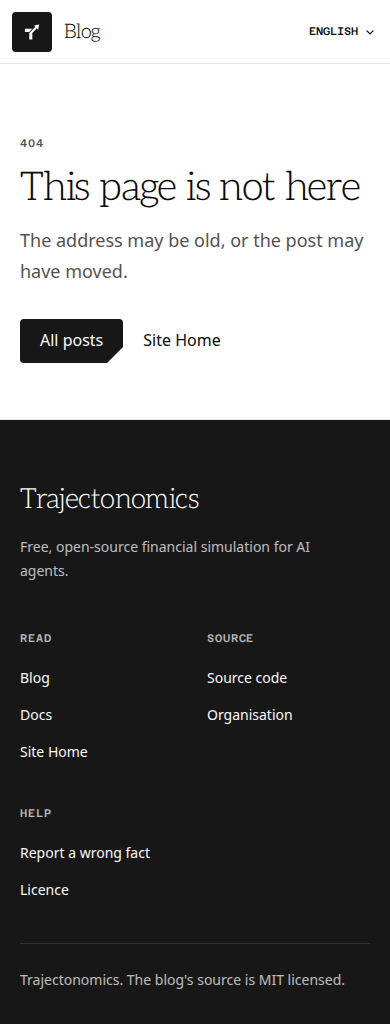 Blog
ENGLISH
404
This page is not here
The address may be old, or the post may
have moved.
All posts
Site Home
Trajectonomics
Free, open-source financial simulation for AI
agents.
READ
Blog
Docs
Site Home
SOURCE
Source code
Organisation
HELP
Report a wrong fact
Licence
Trajectonomics. The blog's source is MIT licensed.